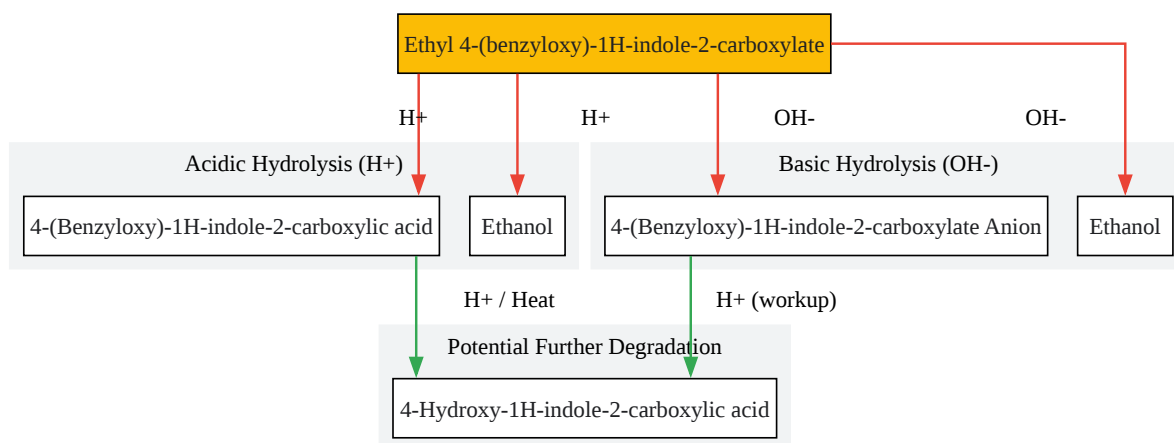 Ethyl 4-(benzyloxy)-1H-indole-2-carboxylate
H+
H+
OH-
OH-
Acidic Hydrolysis (H+)
Basic Hydrolysis (OH-)
4-(Benzyloxy)-1H-indole-2-carboxylic acid
Ethanol
4-(Benzyloxy)-1H-indole-2-carboxylate Anion
Ethanol
H+ / Heat
H+ (workup)
Potential Further Degradation
4-Hydroxy-1H-indole-2-carboxylic acid